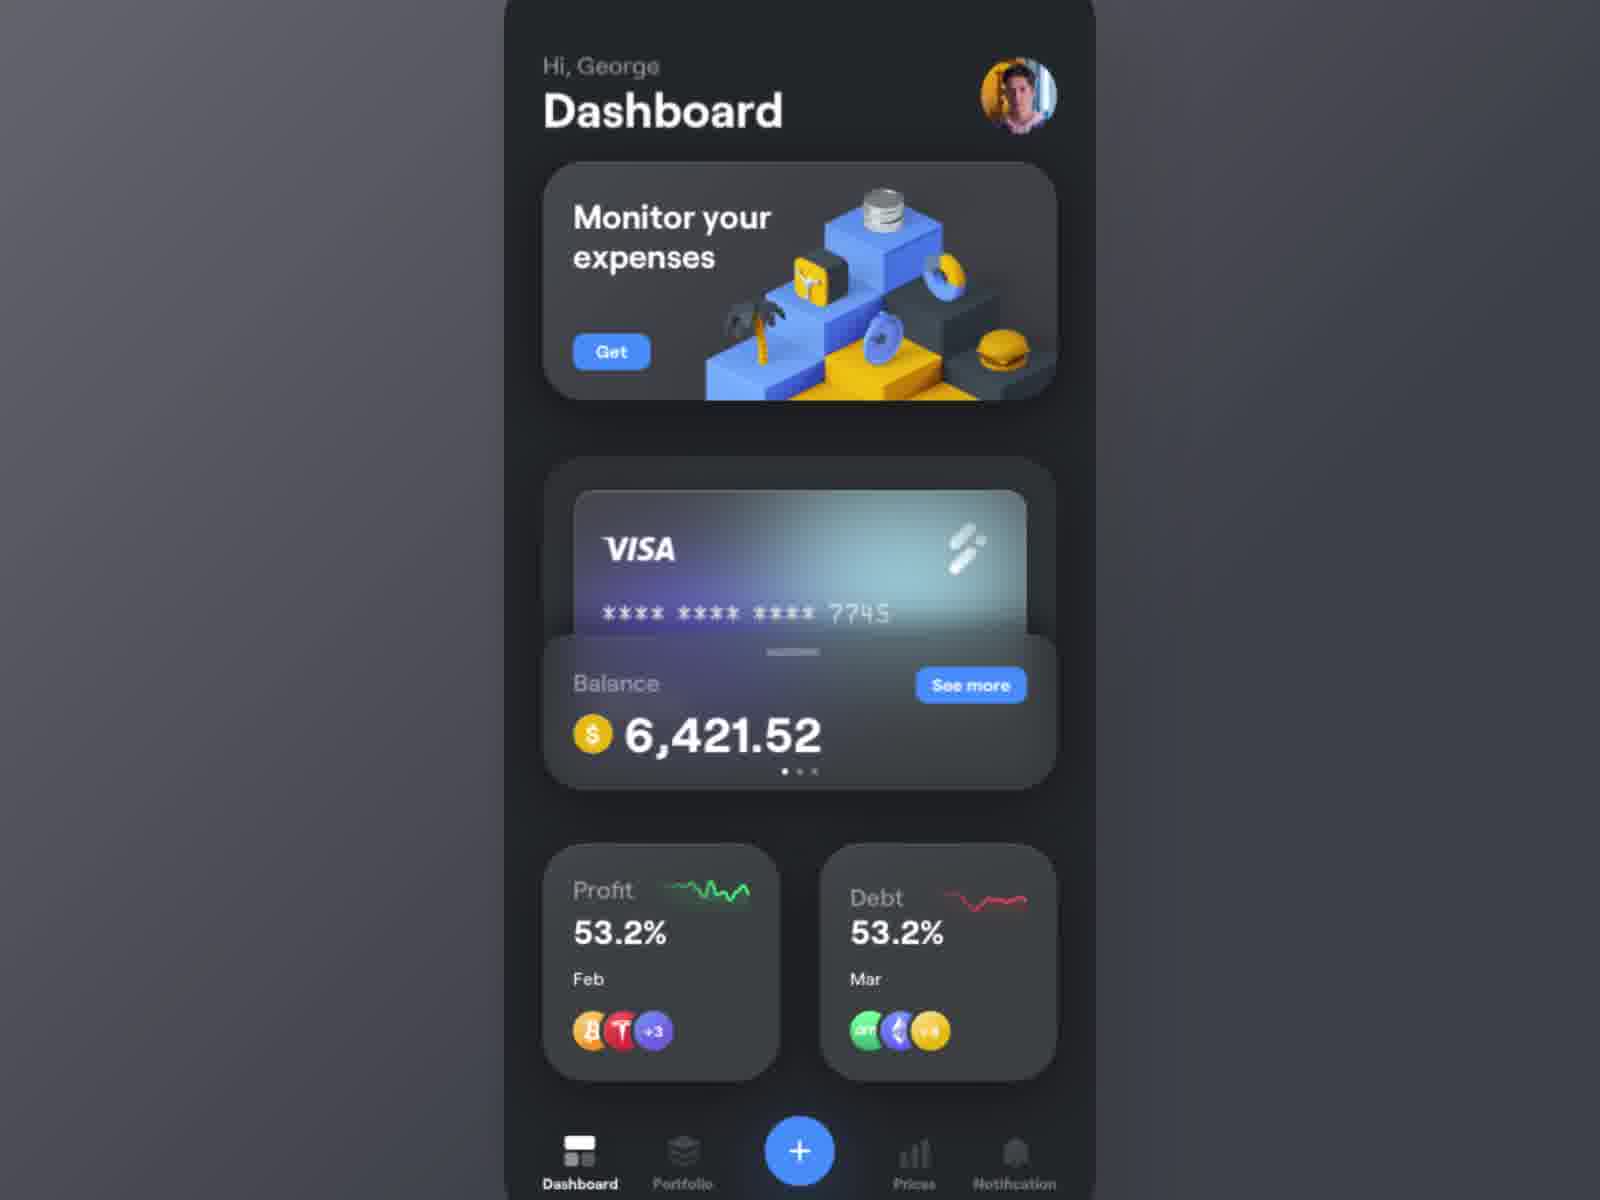 Hi, George
Dashboard
Monitor your
expenses
Get
VISA
**** **** **** 7745
Balance
See more
$ 6,421.52
Profit
53.2%
Feb
+3
Debt
53.2%
Mar
Dashboard
Portfolio
+
Prices
Notification